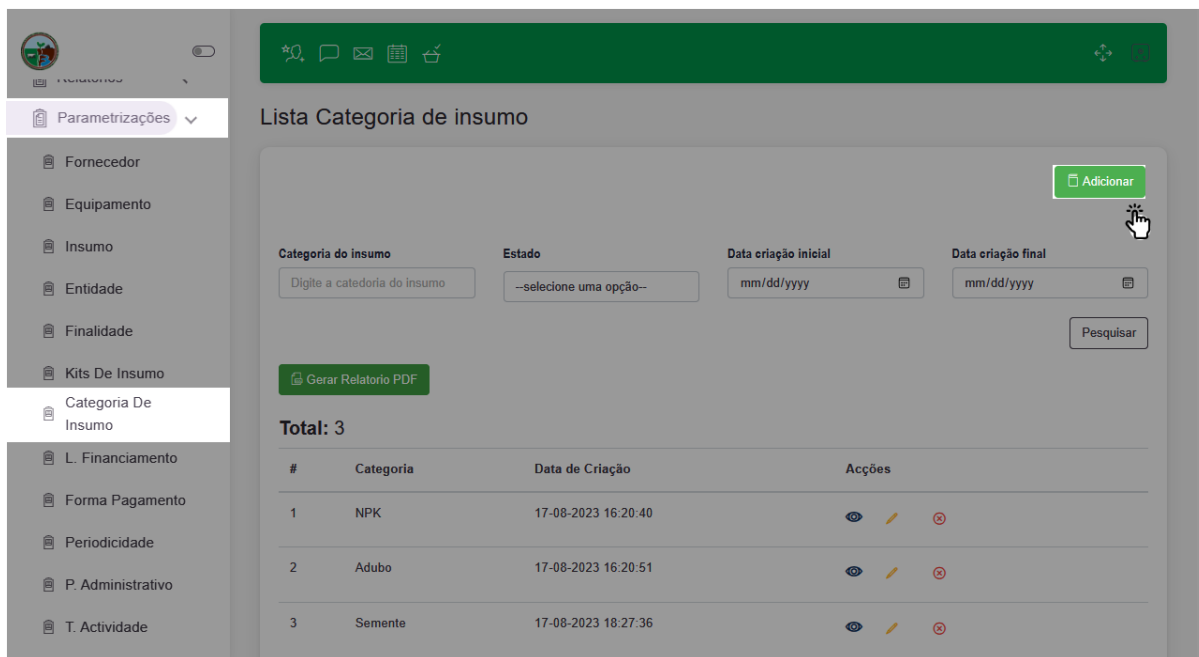 Relatórios
Parametrizações
Fornecedor
Equipamento
Insumo
Entidade
Finalidade
Kits De Insumo
Categoria De
Insumo
L. Financiamento
Forma Pagamento
Periodicidade
P. Administrativo
T. Actividade
Lista Categoria de insumo
Adicionar
Categoria do insumo Estado Data criação inicial Data criação final
Digite a catedoria do insumo --selecione uma opção-- mm/dd/yyyy mm/dd/yyyy
Pesquisar
Gerar Relatorio PDF
Total: 3
# Categoria Data de Criação Acções
1 NPK 17-08-2023 16:20:40
2 Adubo 17-08-2023 16:20:51
3 Semente 17-08-2023 18:27:36